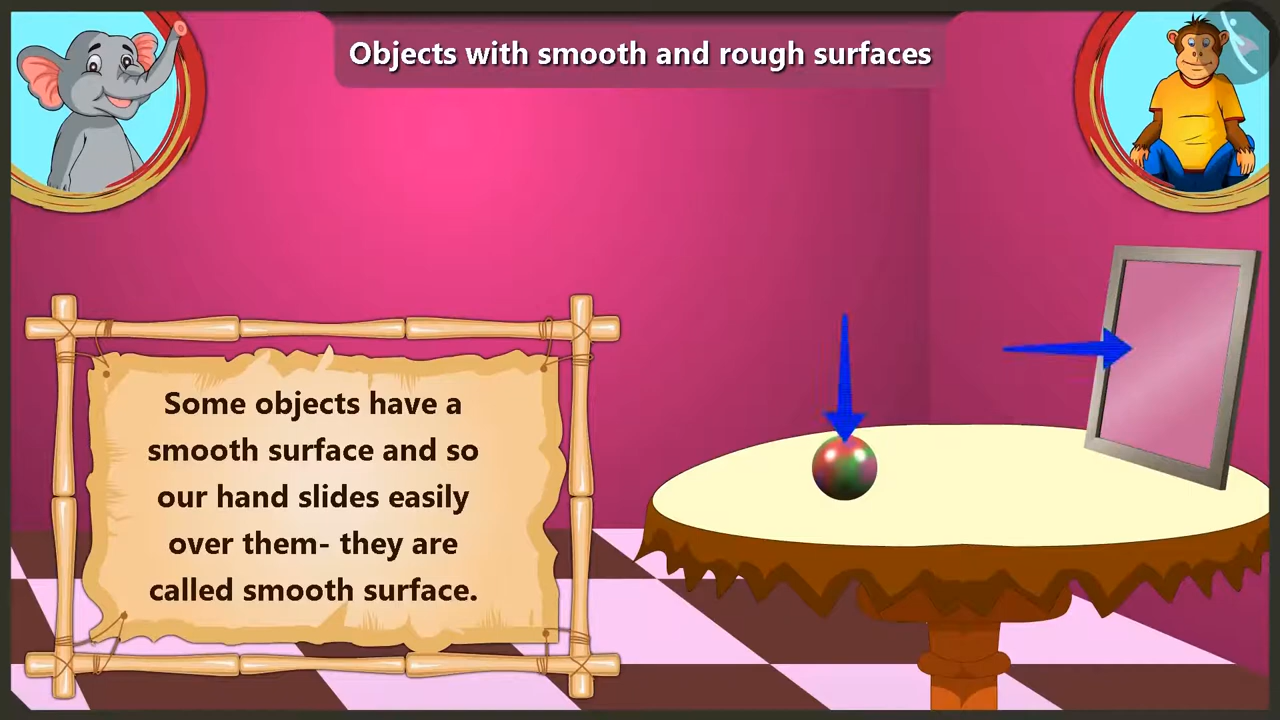 Objects with smooth and rough surfaces
Some objects have a
smooth surface and so
our hand slides easily
over them- they are
called smooth surface.